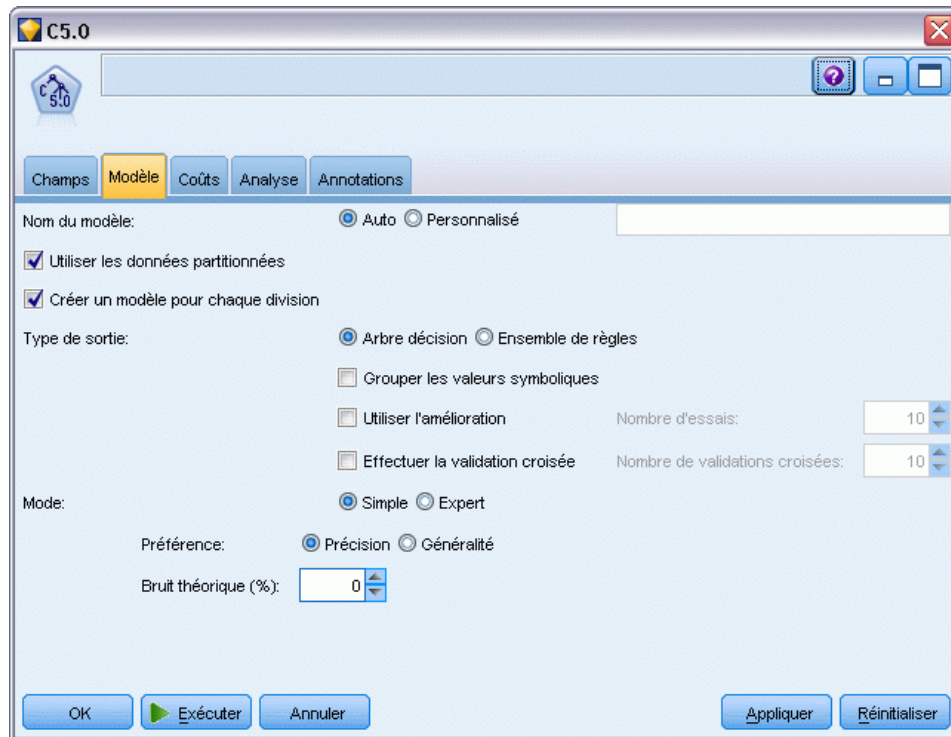 C5.0
C 5.0
?
Champs Modèle Coûts Analyse Annotations
Nom du modèle: Auto Personnalisé
Utiliser les données partitionnées
Créer un modèle pour chaque division
Type de sortie: Arbre décision Ensemble de règles
Grouper les valeurs symboliques
Utiliser l'amélioration Nombre d'essais: 10
Effectuer la validation croisée Nombre de validations croisées: 10
Mode: Simple Expert
Préférence: Précision Généralité
Bruit théorique (%): 0
OK Exécuter Annuler Appliquer Réinitialiser